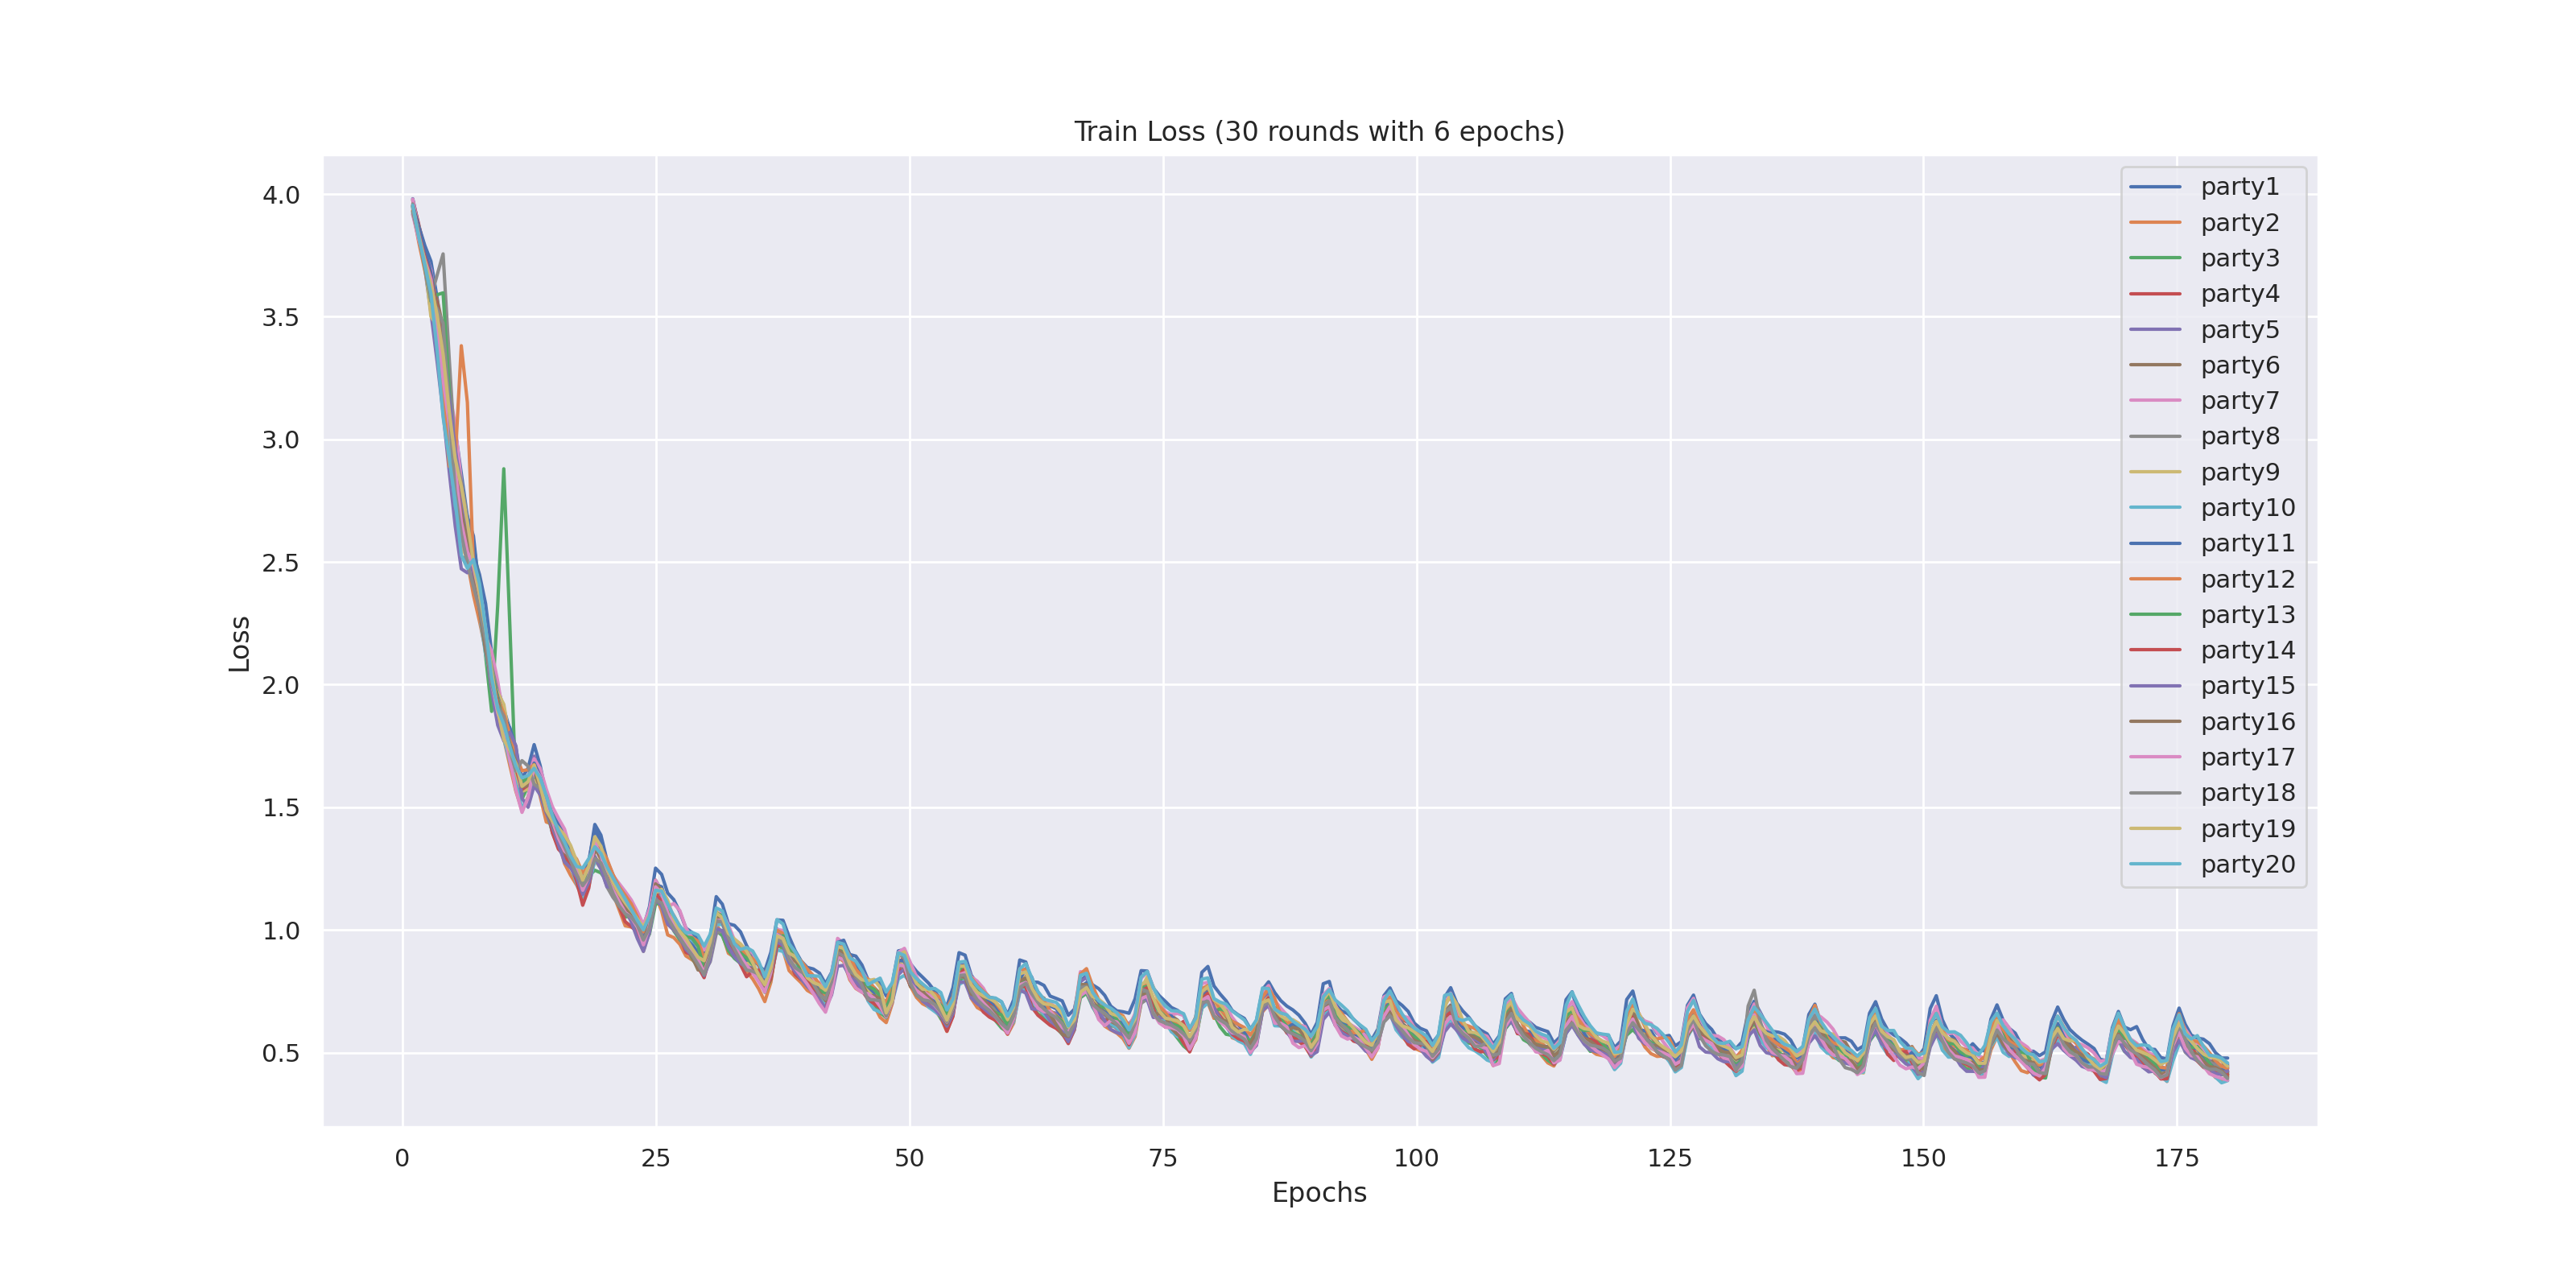 Train Loss (30 rounds with 6 epochs)
4.0
3.5
3.0
2.5
2.0
1.5
1.0
0.5
Loss
0 25 50 75 100 125 150 175
Epochs
party1
party2
party3
party4
party5
party6
party7
party8
party9
party10
party11
party12
party13
party14
party15
party16
party17
party18
party19
party20